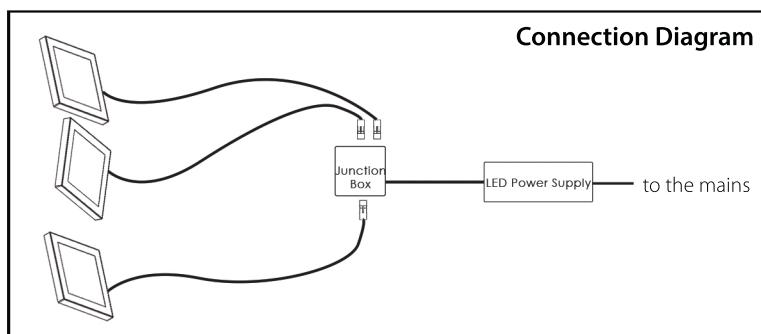 Connection Diagram
Junction
Box
LED Power Supply
to the mains